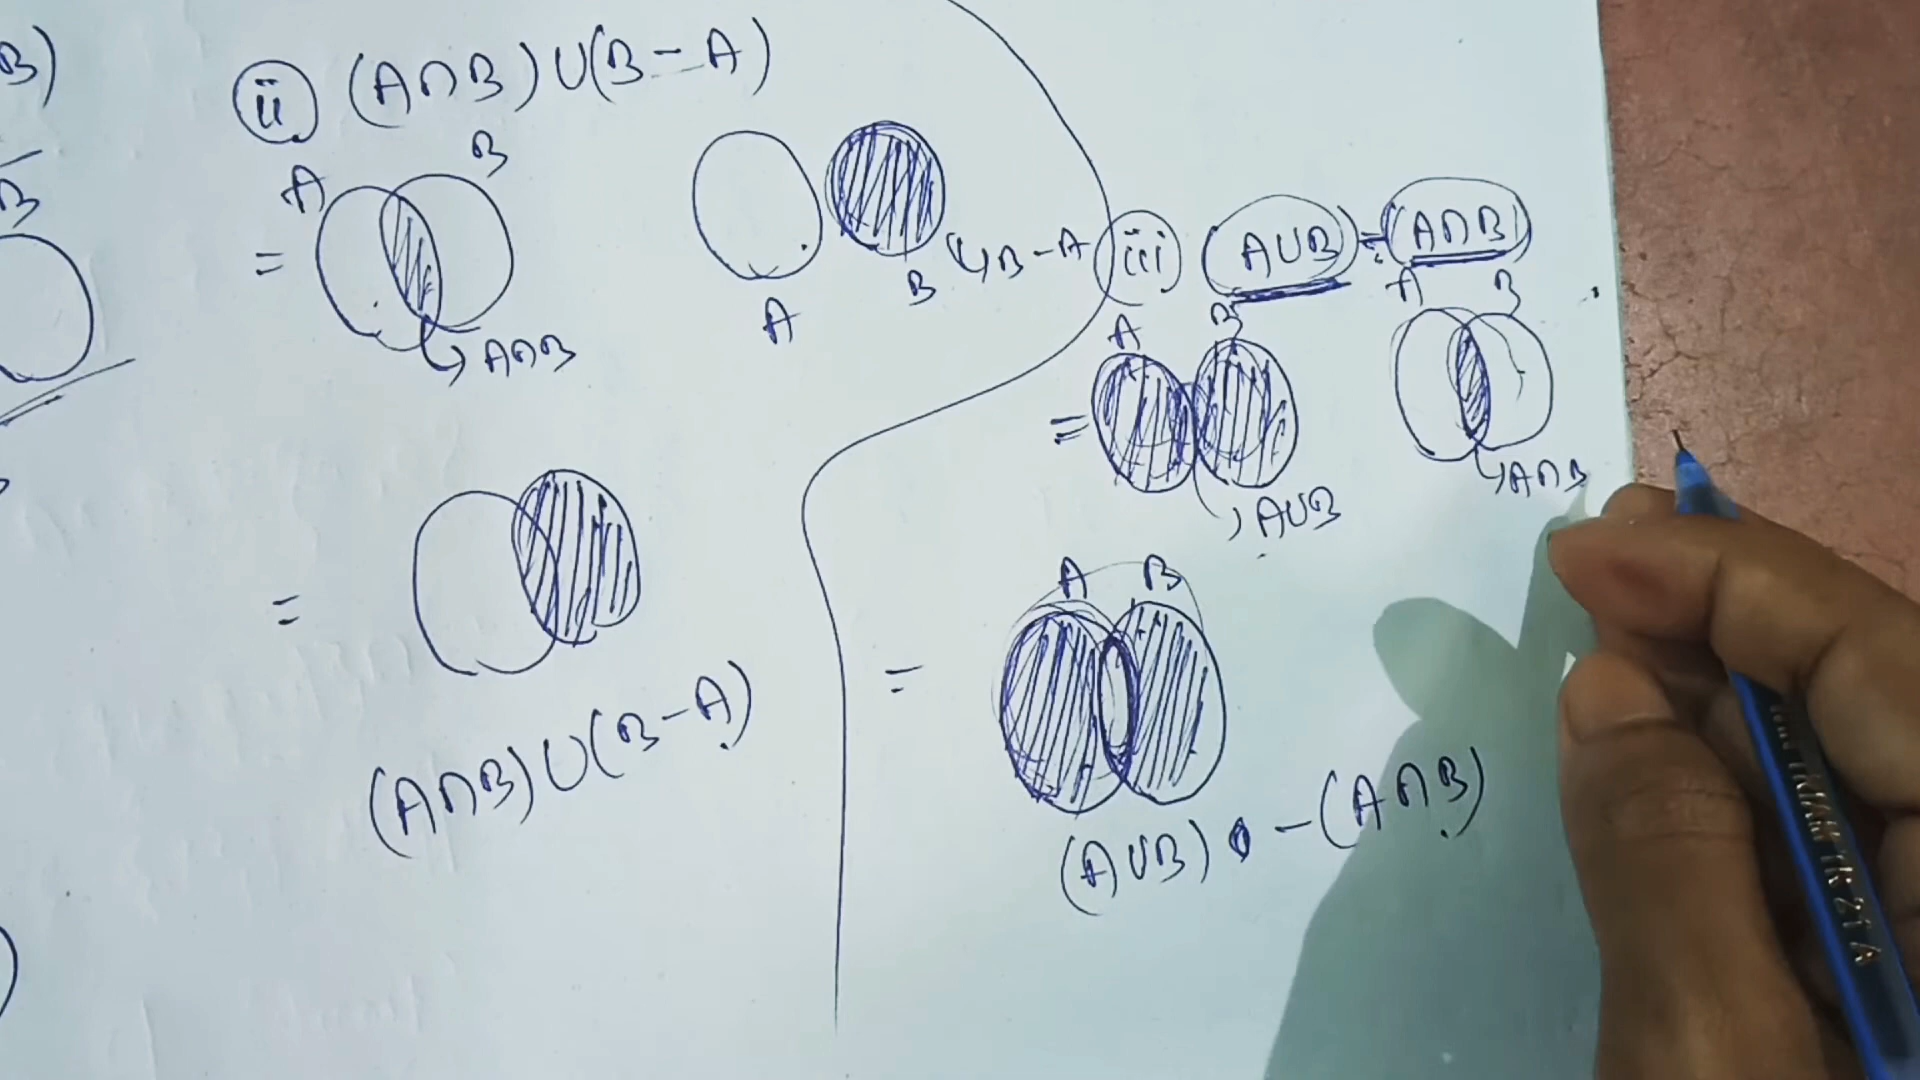 B)
B
ii (A∩B)∪(B-A)
A B
=
A∩B
A
B
B-A
=
(A∩B)∪(B-A)
iii (A∪B)-(A∩B)
A B
=
A∪B
A B
A∩B
=
A B
(A∪B) -(A∩B)